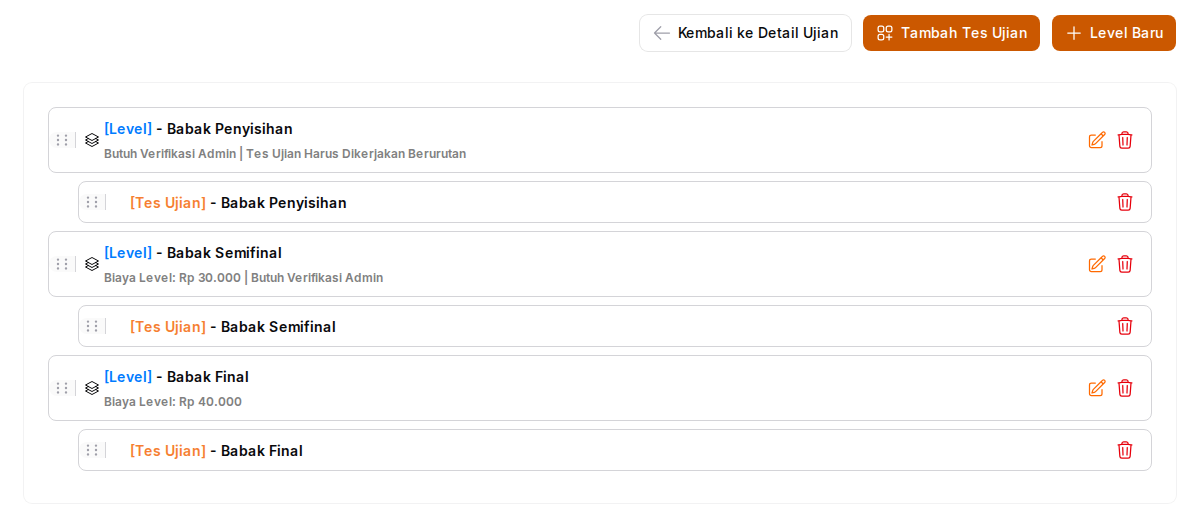 Kembali ke Detail Ujian
Tambah Tes Ujian
Level Baru
[Level] - Babak Penyisihan
Butuh Verifikasi Admin | Tes Ujian Harus Dikerjakan Berurutan
[Tes Ujian] - Babak Penyisihan
[Level] - Babak Semifinal
Biaya Level: Rp 30.000 | Butuh Verifikasi Admin
[Tes Ujian] - Babak Semifinal
[Level] - Babak Final
Biaya Level: Rp 40.000
[Tes Ujian] - Babak Final